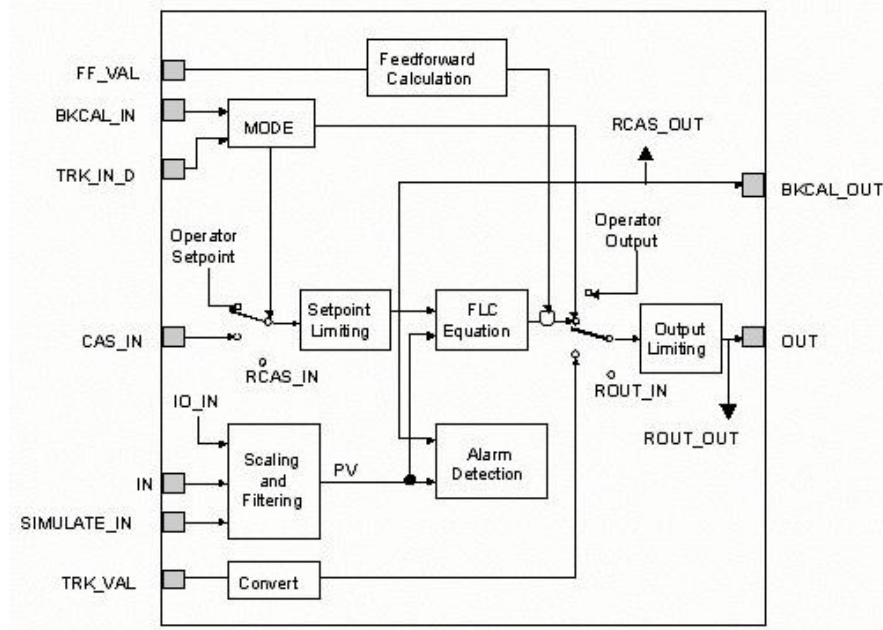 FF_VAL
Feedforward
Calculation
BKCAL_IN
MODE
RCAS_OUT
TRK_IN_D
BKCAL_OUT
Operator
Setpoint
Operator
Output
Setpoint
Limiting
FLC
Equation
Output
Limiting
CAS_IN
OUT
RCAS_IN
ROUT_IN
IO_IN
ROUT_OUT
Scaling
and
Filtering
PV
Alarm
Detection
IN
SIMULATE_IN
TRK_VAL
Convert